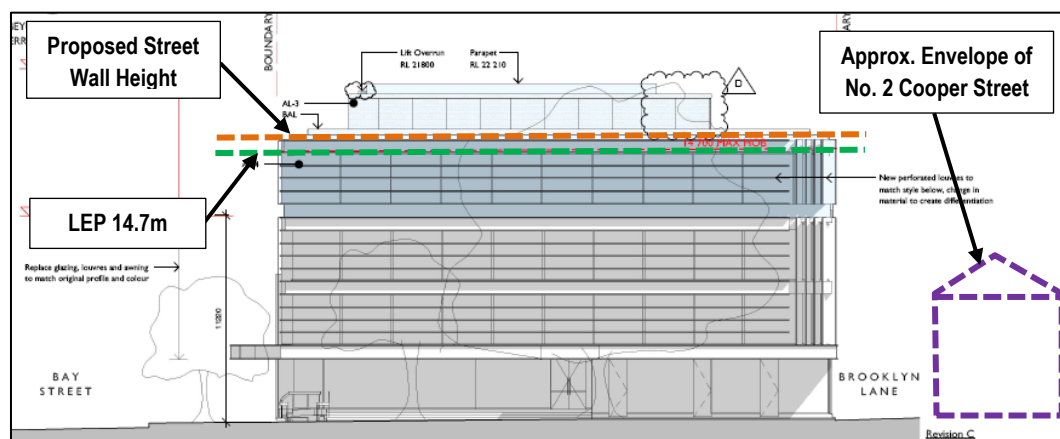 BOUNDARY
Proposed Street
Wall Height
Lift Overrun
RL 21800
Parapet
RL 22 210
D
Approx. Envelope of
No. 2 Cooper Street
AL-3
BAL
14 700 MAX HOB
LEP 14.7m
New perforated louvres to
match style below, change in
material to create differentiation
Replace glazing, louvres and awning
to match original profile and colour
11220
BAY
STREET
BROOKLYN
LANE
Revision C